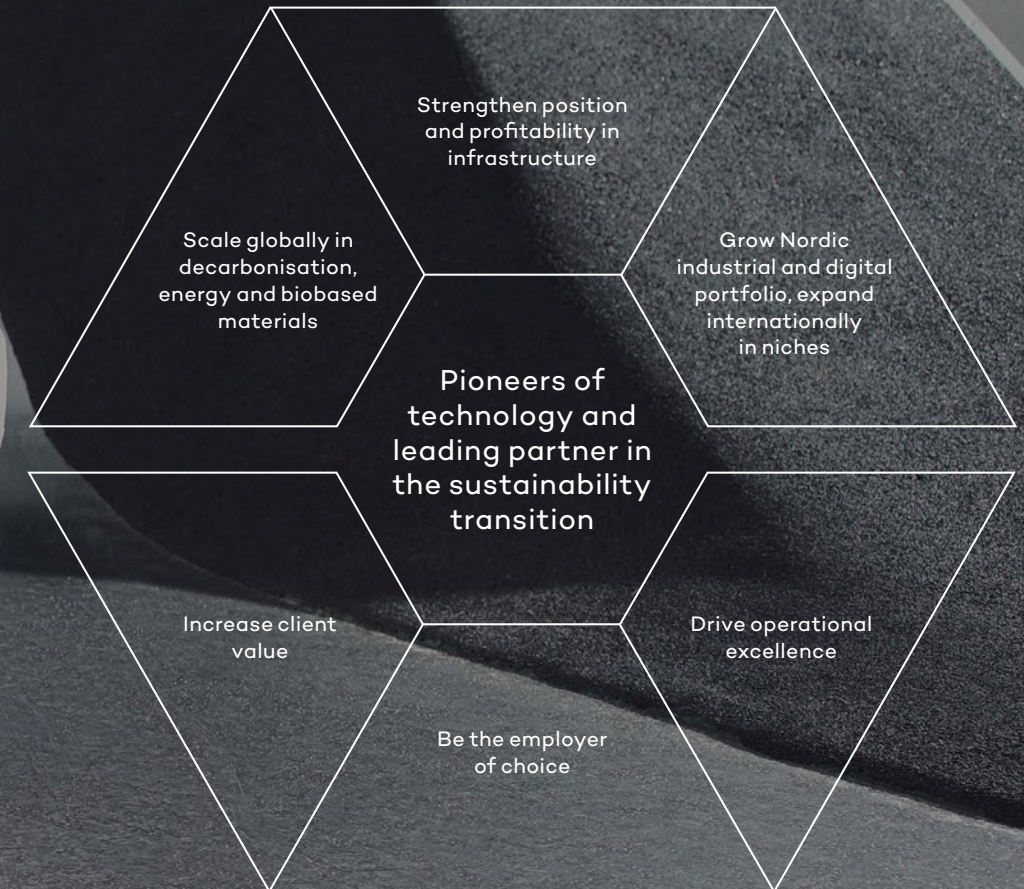 Strengthen position
and profitability in
infrastructure
Scale globally in
decarbonisation,
energy and biobased
materials
Grow Nordic
industrial and digital
portfolio, expand
internationally
in niches
Pioneers of
technology and
leading partner in
the sustainability
transition
Increase client
value
Drive operational
excellence
Be the employer
of choice